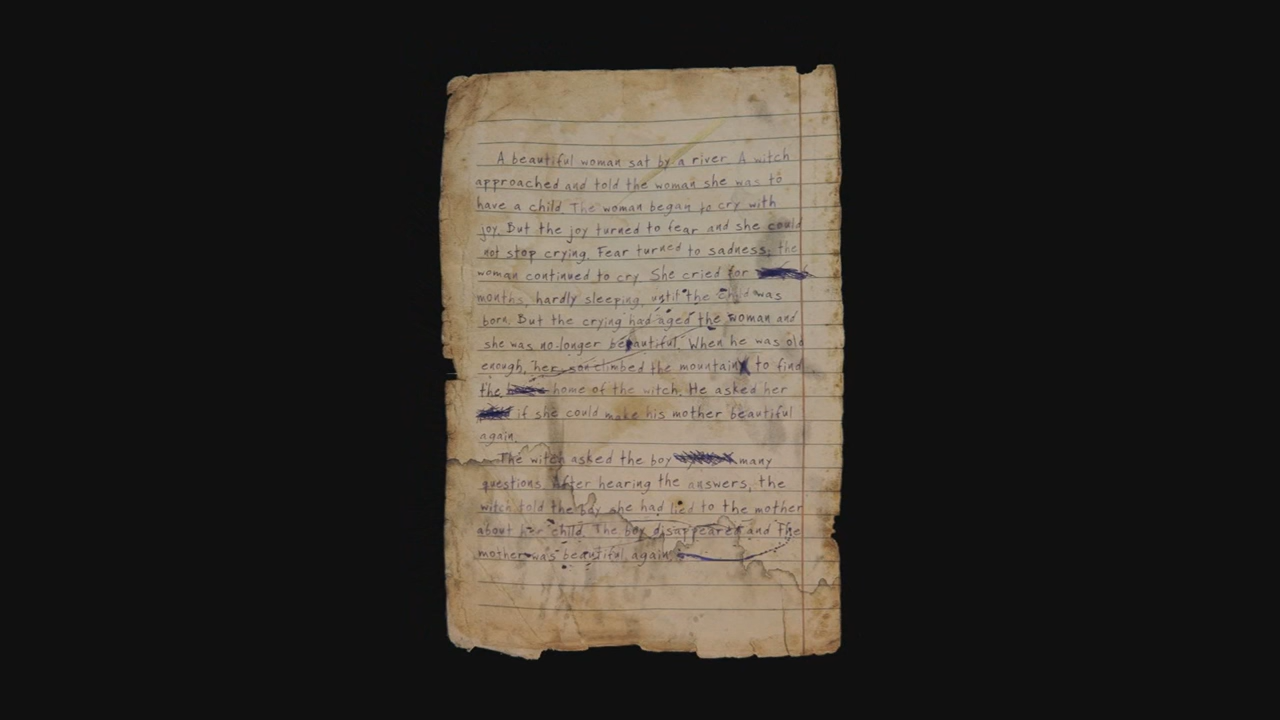 A beautiful woman sat by a river. A witch
approached and told the woman she was to
have a child. The woman began to cry with
joy. But the joy turned to fear and she could
not stop crying. Fear turned to sadness; the
woman continued to cry. She cried for
months, hardly sleeping, until the child was
born. But the crying had aged the woman and
she was no longer beautiful. When he was old
enough, her son climbed the mountain to find
the home of the witch. He asked her
if she could make his mother beautiful
again.
The witch asked the boy many
questions. After hearing the answers, the
witch told the boy she had lied to the mother
about her child. The boy disappeared and the
mother was beautiful again.